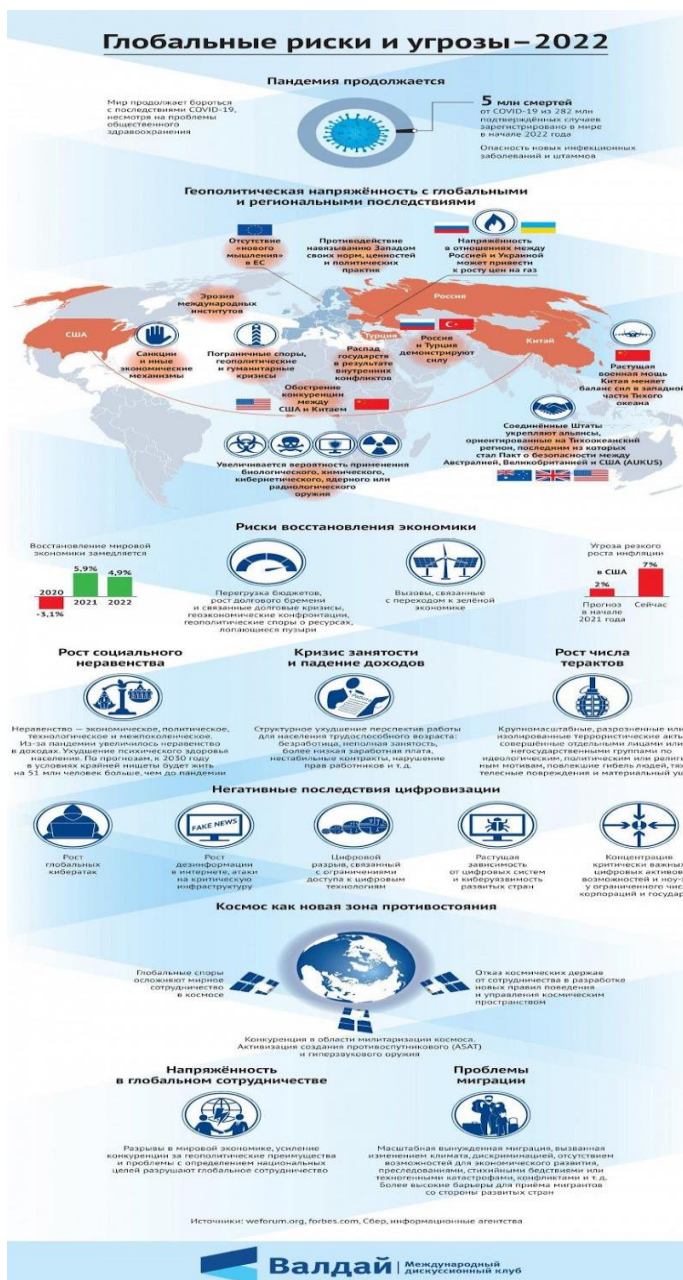 Глобальные риски и угрозы–2022
Пандемия продолжается
Мир продолжает бороться
с последствиями COVID-19,
несмотря на проблемы
общественного
здравоохранения
5 млн смертей
от COVID-19 из 282 млн
подтверждённых случаев
зарегистрировано в мире
в начале 2022 года
Опасность новых инфекционных
заболеваний и штаммов
Геополитическая напряжённость с глобальными
и региональными последствиями
Отсутствие
«нового
мышления»
в ЕС
Противодействие
навязыванию Западом
своих норм, ценностей
и политических
практик
Напряжённость
в отношениях между
Россией и Украиной
может привести
к росту цен на газ
Эрозия
международных
институтов
Россия
США
Турция
Китай
Санкции
и иные
экономические
механизмы
Пограничные споры,
геополитические
и гуманитарные
кризисы
Распад
государств
в результате
внутренних
конфликтов
Россия
и Турция
демонстрируют
силу
Растущая
военная мощь
Китая меняет
баланс сил в западной
части Тихого
океана
Обострение
конкуренции
между
США и Китаем
Соединённые Штаты
укрепляют альянсы,
ориентированные на Тихоокеанский
регион, последним из которых
стал Пакт о безопасности между
Австралией, Великобританией и США (AUKUS)
Увеличивается вероятность применения
биологического, химического,
кибернетического, ядерного или
радиологического
оружия
Риски восстановления экономики
Восстановление мировой
экономики замедляется
2020
-3,1%
5,9%
2021
4,9%
2022
Перегрузка бюджетов,
рост долгового бремени
и связанные долговые кризисы,
геоэкономические конфронтации,
геополитические споры о ресурсах,
лопающиеся пузыри
Вызовы, связанные
с переходом к зелёной
экономике
Угроза резкого
роста инфляции
в США
2%
Прогноз
в начале
2021 года
7%
Сейчас
Рост социального
неравенства
Неравенство — экономическое, политическое,
технологическое и межпоколенческое.
Из-за пандемии увеличилось неравенство
в доходах. Ухудшение психического здоровья
населения. По прогнозам, к 2030 году
в условиях крайней нищеты будет жить
на 51 млн человек больше, чем до пандемии
Кризис занятости
и падение доходов
Структурное ухудшение перспектив работы
для населения трудоспособного возраста:
безработица, неполная занятость,
более низкая заработная плата,
нестабильные контракты, нарушение
прав работников и т. д.
Рост числа
терактов
Крупномасштабные, разрозненные или
изолированные террористические акты
совершённые отдельными лицами или
негосударственными группами по
идеологическим, политическим или религи
ным мотивам, повлекшие гибель людей, тяж
телесные повреждения и материальный ущ
Негативные последствия цифровизации
Рост
глобальных
кибератак
FAKE NEWS
Рост
дезинформации
в интернете, атаки
на критическую
инфраструктуру
Цифровой
разрыв, связанный
с ограничениями
доступа к цифровым
технологиям
Растущая
зависимость
от цифровых систем
и киберуязвимость
развитых стран
Концентрация
критически важных
цифровых активов
возможностей и ноу-
у ограниченного числ
корпораций и государ
Космос как новая зона противостояния
Глобальные споры
осложняют мирное
сотрудничество
в космосе
Отказ космических держав
от сотрудничества в разработке
новых правил поведения
и управления космическим
пространством
Конкуренция в области милитаризации космоса.
Активизация создания противоспутникового (ASAT)
и гиперзвукового оружия
Напряжённость
в глобальном сотрудничестве
Разрывы в мировой экономике, усиление
конкуренции за геополитические преимущества
и проблемы с определением национальных
целей разрушают глобальное сотрудничество
Проблемы
миграции
Масштабная вынужденная миграция, вызванная
изменением климата, дискриминацией, отсутствием
возможностей для экономического развития,
преследованиями, стихийными бедствиями или
техногенными катастрофами, конфликтами и т. д.
Более высокие барьеры для приёма мигрантов
со стороны развитых стран
Источники: weforum.org, forbes.com, Сбер, информационные агентства
Валдай
Международный
дискуссионный клуб